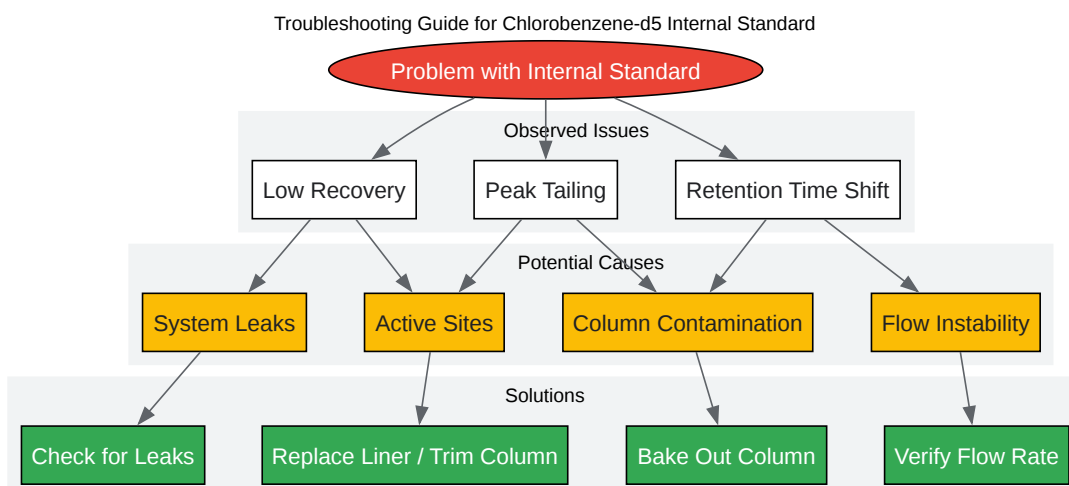 Troubleshooting Guide for Chlorobenzene-d5 Internal Standard
Problem with Internal Standard
Observed Issues
Low Recovery
Peak Tailing
Retention Time Shift
Potential Causes
System Leaks
Active Sites
Column Contamination
Flow Instability
Solutions
Check for Leaks
Replace Liner / Trim Column
Bake Out Column
Verify Flow Rate